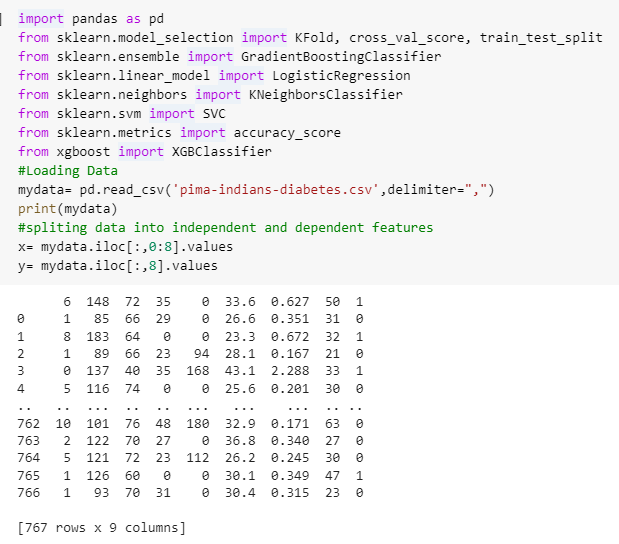 import pandas as pd
from sklearn.model_selection import KFold, cross_val_score, train_test_split
from sklearn.ensemble import GradientBoostingClassifier
from sklearn.linear_model import LogisticRegression
from sklearn.neighbors import KNeighborsClassifier
from sklearn.svm import SVC
from sklearn.metrics import accuracy_score
from xgboost import XGBClassifier
#Loading Data
mydata= pd.read_csv('pima-indians-diabetes.csv',delimiter=",")
print(mydata)
#spliting data into independent and dependent features
x= mydata.iloc[:,0:8].values
y= mydata.iloc[:,8].values
      6  148  72  35    0  33.6  0.627  50  1
0     1   85  66  29    0  26.6  0.351  31  0
1     8  183  64   0    0  23.3  0.672  32  1
2     1   89  66  23   94  28.1  0.167  21  0
3     0  137  40  35  168  43.1  2.288  33  1
4     5  116  74   0    0  25.6  0.201  30  0
..   ..  ...  ..  ..  ...   ...    ...  .. ..
762  10  101  76  48  180  32.9  0.171  63  0
763   2  122  70  27    0  36.8  0.340  27  0
764   5  121  72  23  112  26.2  0.245  30  0
765   1  126  60   0    0  30.1  0.349  47  1
766   1   93  70  31    0  30.4  0.315  23  0
[767 rows x 9 columns]